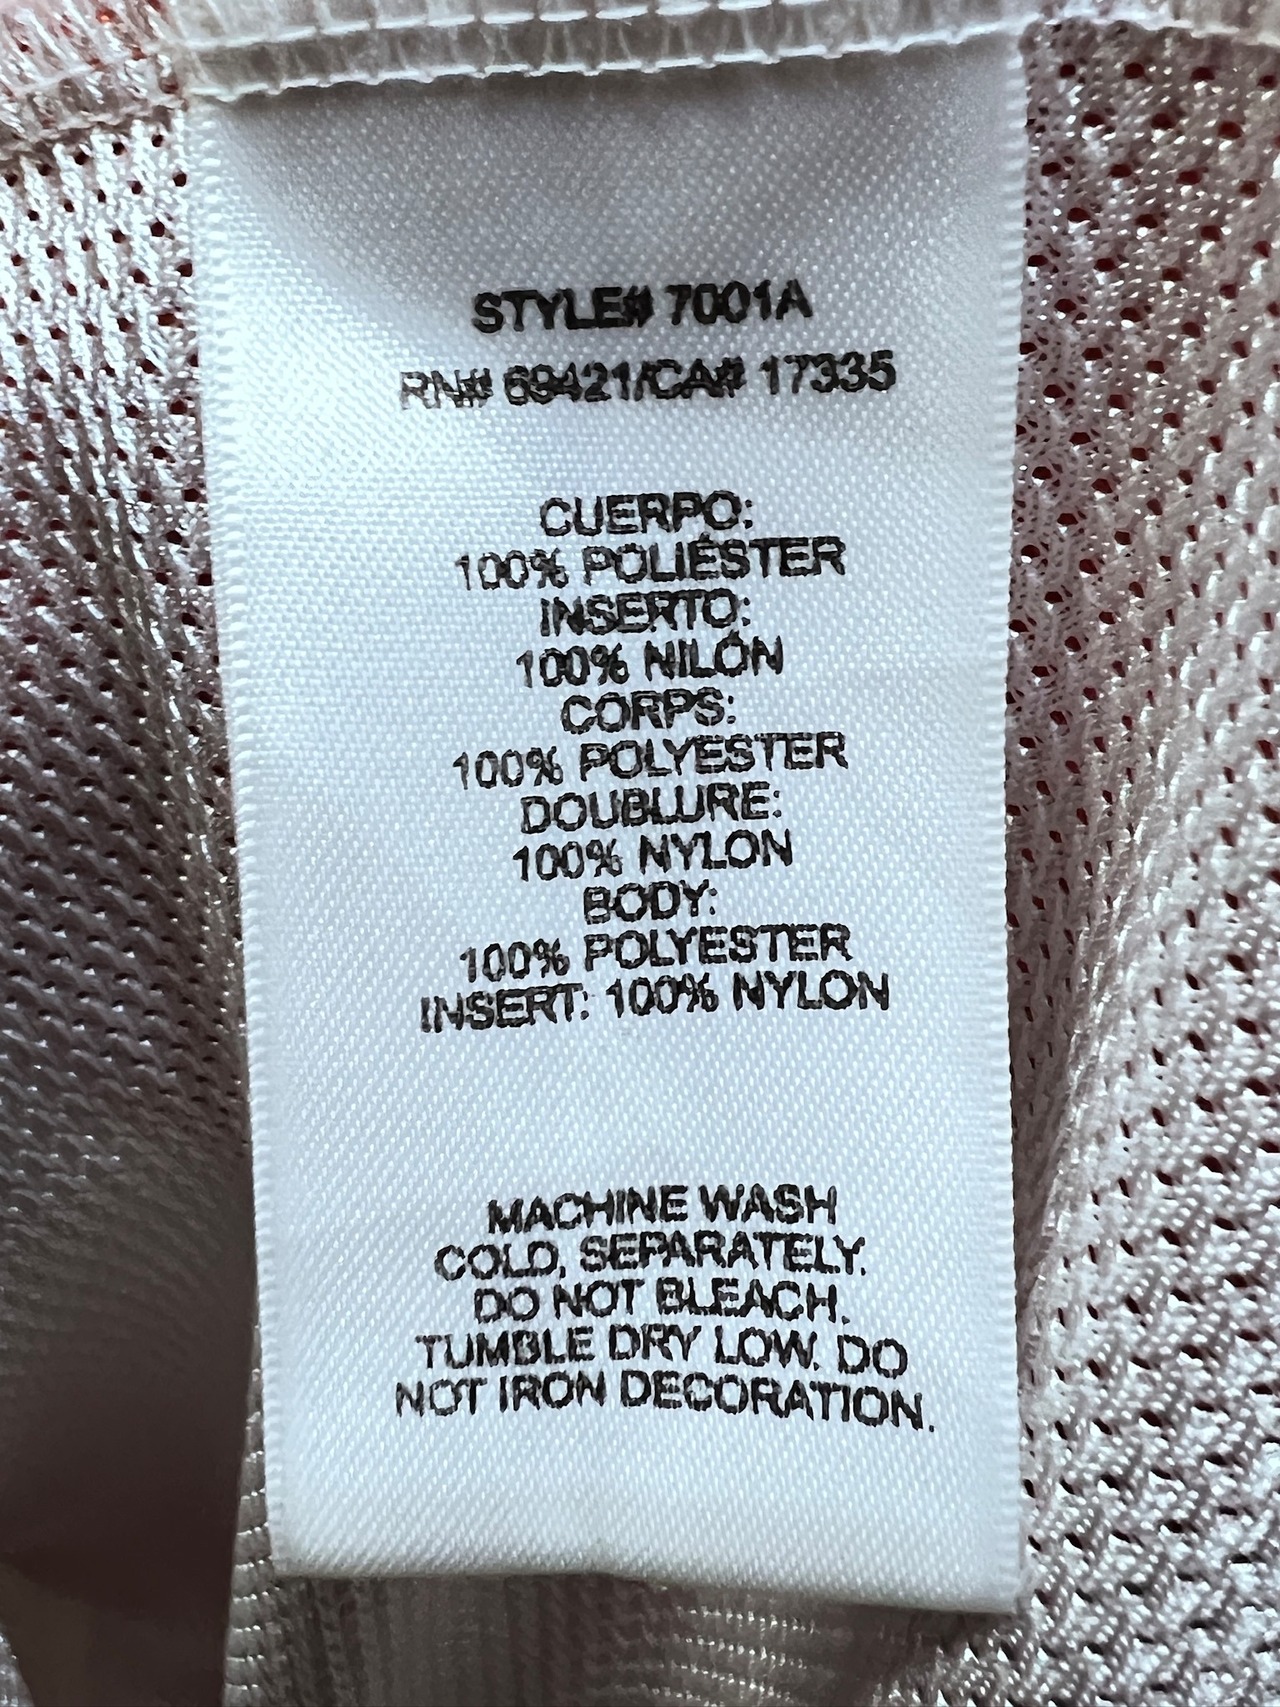 STYLE# 7001A
RN# 69421/CA# 17335
CUERPO:
100% POLIÉSTER
INSERTO:
100% NILÓN
CORPS:
100% POLYESTER
DOUBLURE:
100% NYLON
BODY:
100% POLYESTER
INSERT: 100% NYLON
MACHINE WASH
COLD, SEPARATELY.
DO NOT BLEACH.
TUMBLE DRY LOW. DO
NOT IRON DECORATION.